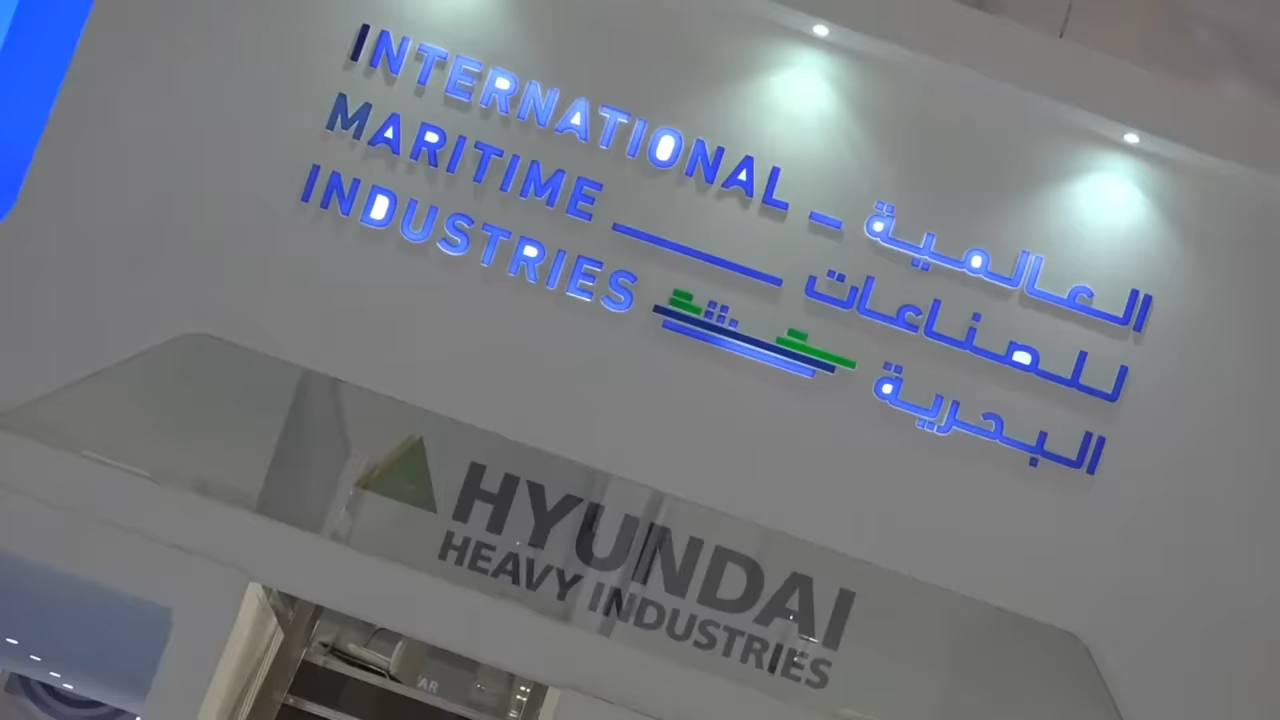 INTERNATIONAL
MARITIME
INDUSTRIES
العالمية
للصناعات
البحرية
HYUNDAI
HEAVY INDUSTRIES